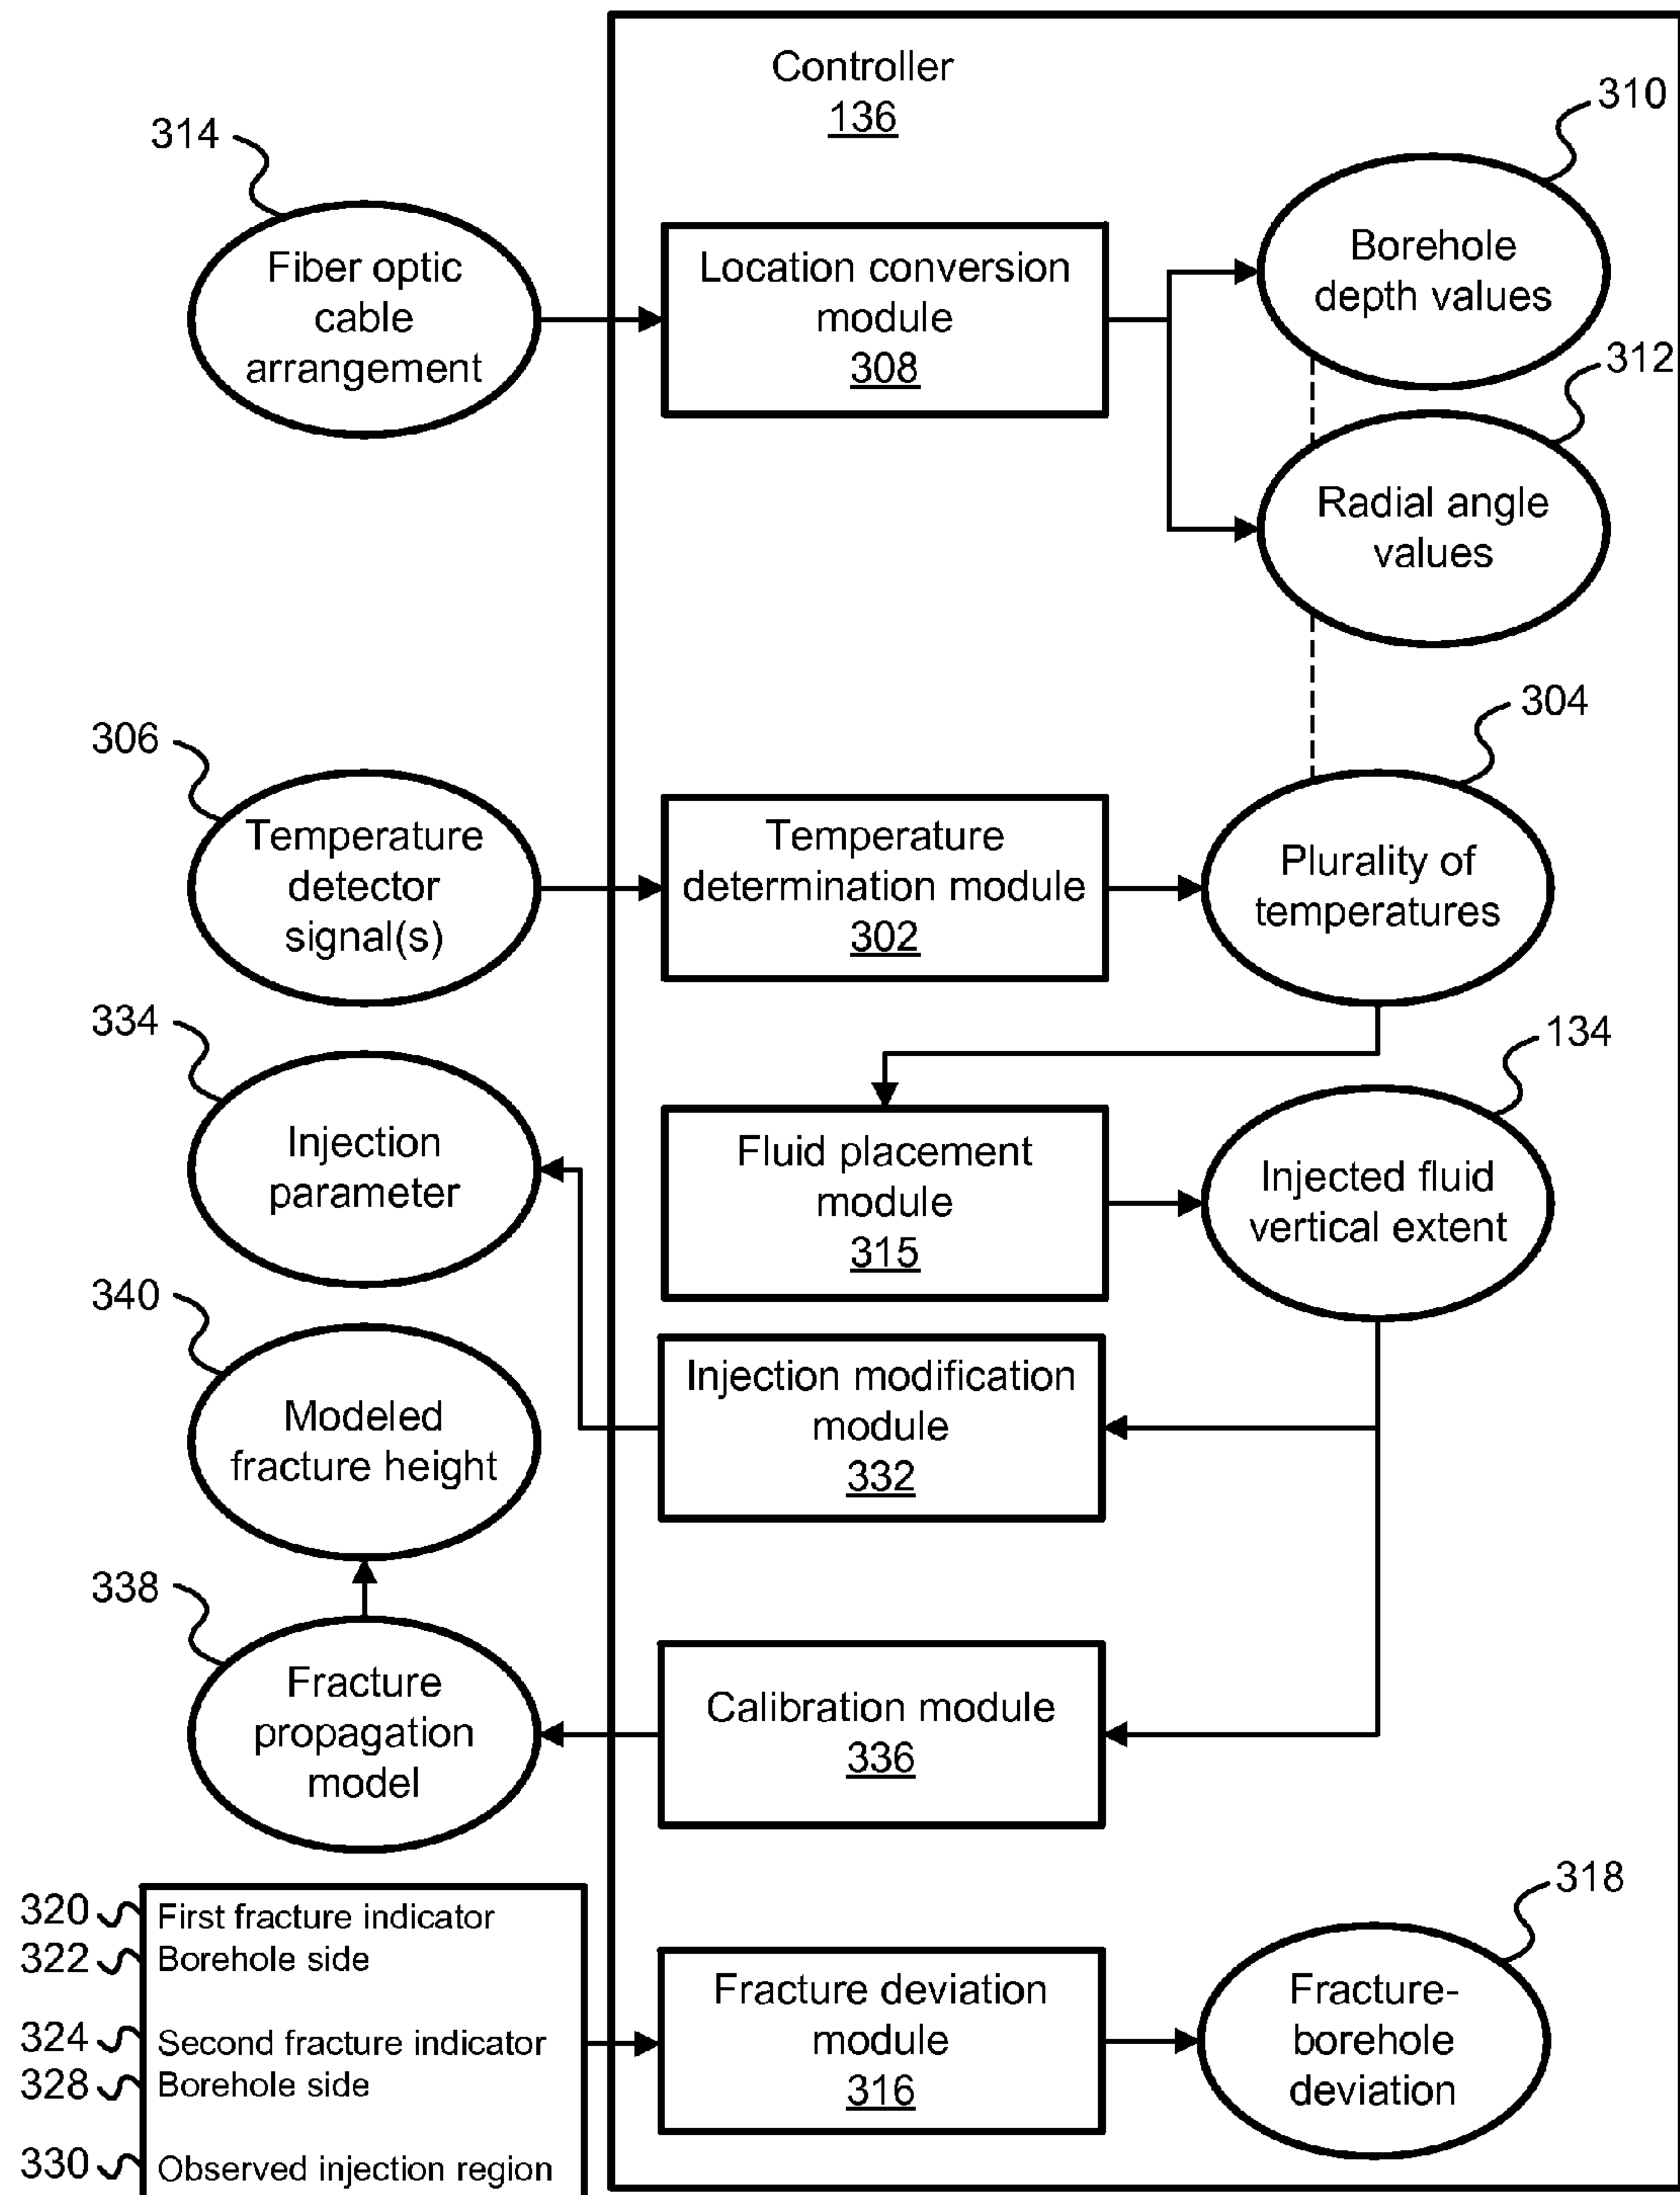 Controller
136
310
314
Fiber optic
cable
arrangement
Location conversion
module
308
Borehole
depth values
312
Radial angle
values
304
306
Temperature
detector
signal(s)
Temperature
determination module
302
Plurality of
temperatures
334
134
Injection
parameter
Fluid placement
module
315
Injected fluid
vertical extent
340
Modeled
fracture height
Injection modification
module
332
338
Fracture
propagation
model
Calibration module
336
318
320 First fracture indicator
322 Borehole side
324 Second fracture indicator
328 Borehole side
330 Observed injection region
Fracture deviation
module
316
Fracture-
borehole
deviation